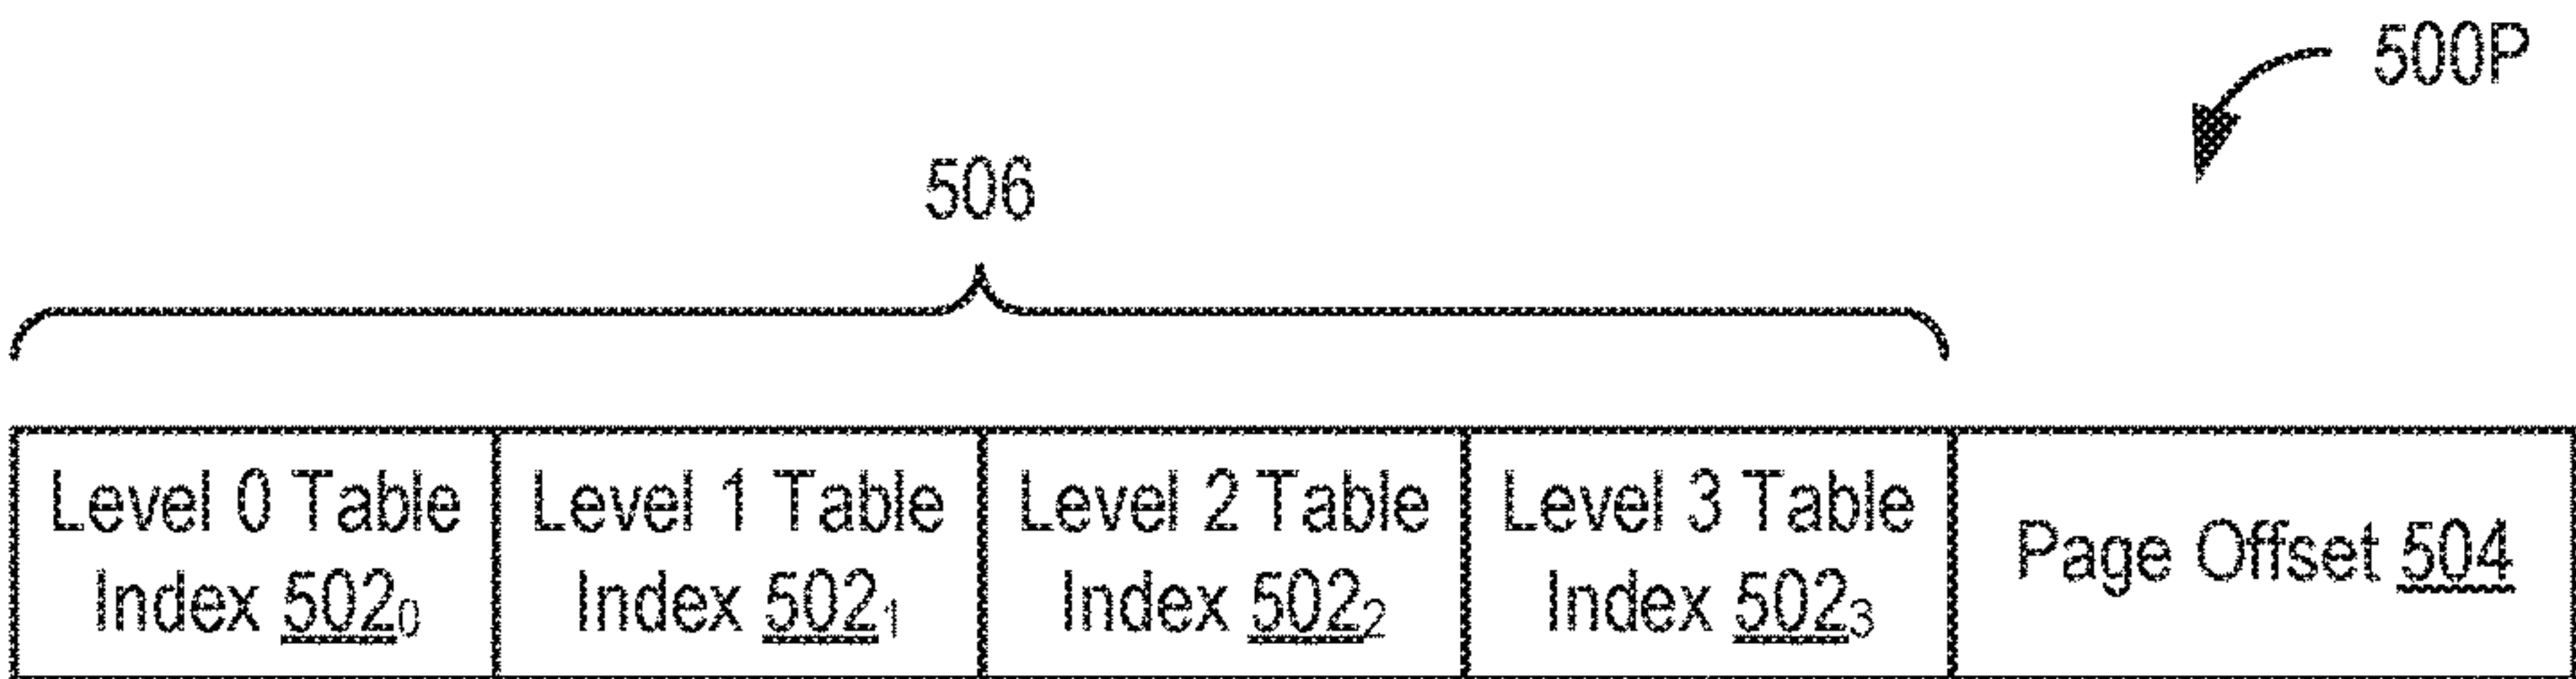 500P
506
Level 0 Table
Index 502₀
Level 1 Table
Index 502₁
Level 2 Table
Index 502₂
Level 3 Table
Index 502₃
Page Offset 504